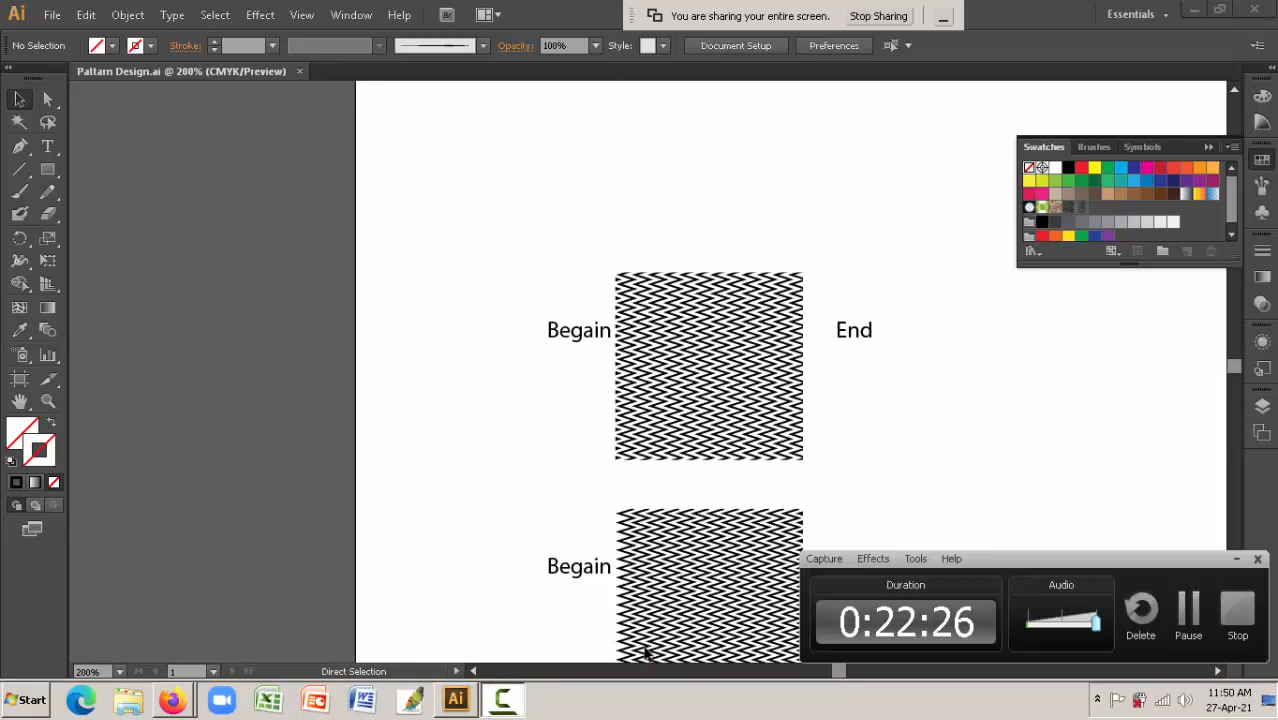 Ai File Edit Object Type Select Effect View Window Help Br You are sharing your entire screen. Stop Sharing Essentials
No Selection Stroke: Opacity: 100% Style: Document Setup Preferences
Pattarn Design.ai @ 200% (CMYK/Preview)
Swatches Brushes Symbols
Begain End
Begain
Capture Effects Tools Help
Duration Audio
0:22:26
Delete Pause Stop
200% 1 Direct Selection
Start Ai 11:50 AM
27-Apr-21